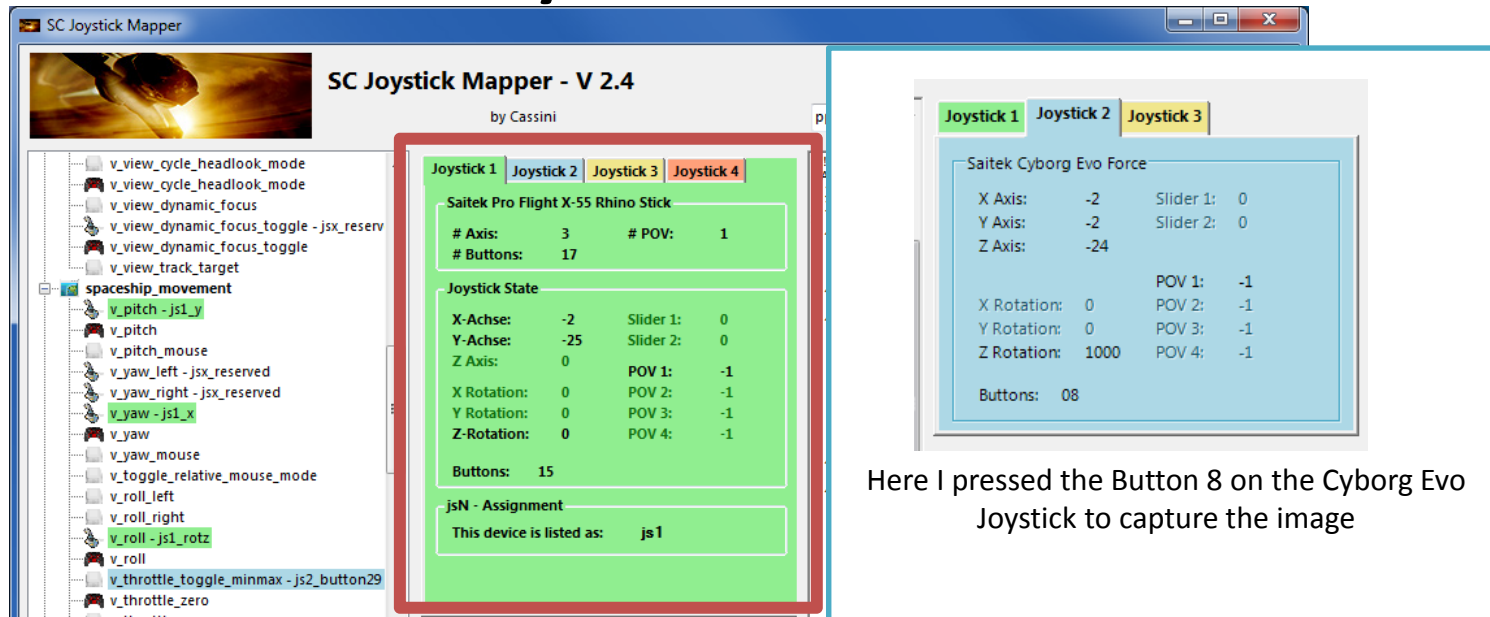 SC Joystick Mapper
SC Joystick Mapper - V 2.4
by Cassini
v_view_cycle_headlook_mode
v_view_cycle_headlook_mode
v_view_dynamic_focus
v_view_dynamic_focus_toggle - jsx_reserv
v_view_dynamic_focus_toggle
v_view_track_target
spaceship_movement
v_pitch - js1_y
v_pitch
v_pitch_mouse
v_yaw_left - jsx_reserved
v_yaw_right - jsx_reserved
v_yaw - js1_x
v_yaw
v_yaw_mouse
v_toggle_relative_mouse_mode
v_roll_left
v_roll_right
v_roll - js1_rotz
v_roll
v_throttle_toggle_minmax - js2_button29
v_throttle_zero
Joystick 1 Joystick 2 Joystick 3 Joystick 4
Saitek Pro Flight X-55 Rhino Stick
# Axis: 3 # POV: 1
# Buttons: 17
Joystick State
X-Achse: -2 Slider 1: 0
Y-Achse: -25 Slider 2: 0
Z Axis: 0
POV 1: -1
X Rotation: 0 POV 2: -1
Y Rotation: 0 POV 3: -1
Z-Rotation: 0 POV 4: -1
Buttons: 15
jsN - Assignment
This device is listed as: js1
Joystick 1 Joystick 2 Joystick 3
Saitek Cyborg Evo Force
X Axis: -2 Slider 1: 0
Y Axis: -2 Slider 2: 0
Z Axis: -24
POV 1: -1
X Rotation: 0 POV 2: -1
Y Rotation: 0 POV 3: -1
Z Rotation: 1000 POV 4: -1
Buttons: 08
Here I pressed the Button 8 on the Cyborg Evo
Joystick to capture the image